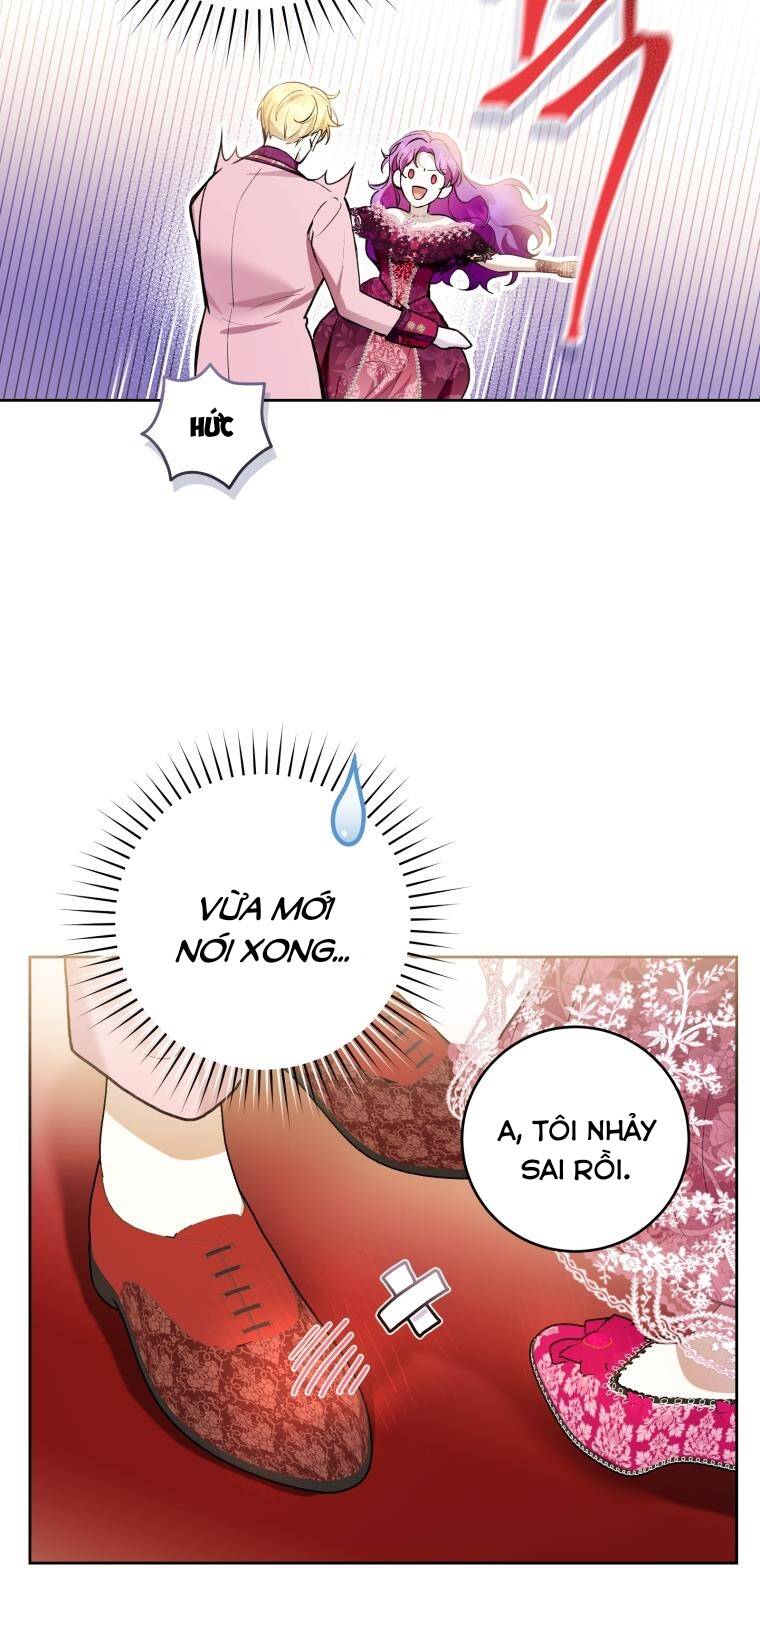 HỨC
VỪA MỚI
NÓI XONG...
A, TÔI NHẢY
SAI RỒI.